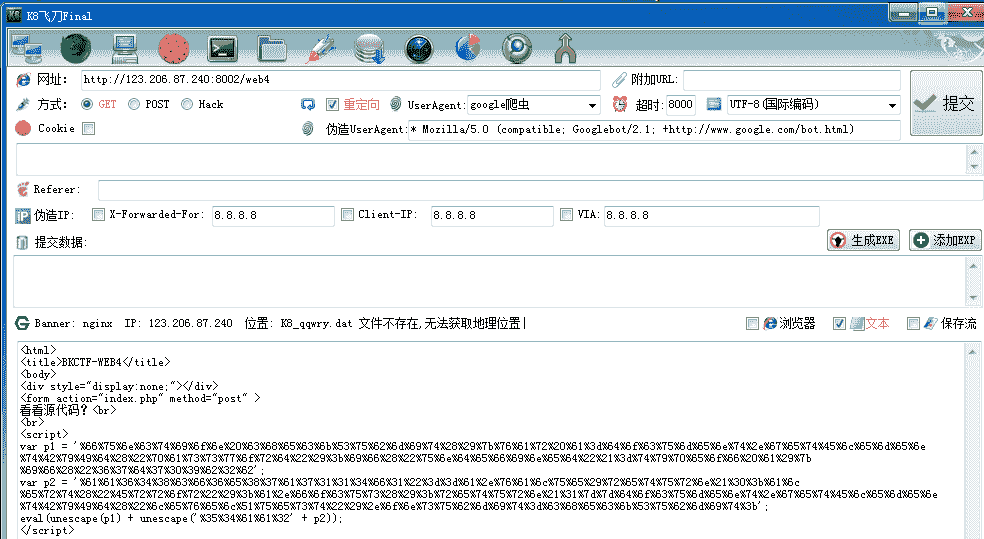 K8飞刀Final
网址: http://123.206.87.240:8002/web4 附加URL:
方式: GET POST Hack 重定向 UserAgent: google爬虫 超时: 8000 UTF-8(国际编码) 提交
Cookie 伪造UserAgent: * Mozilla/5.0 (compatible; Googlebot/2.1; +http://www.google.com/bot.html)
Referer:
伪造IP: X-Forwarded-For: 8.8.8.8 Client-IP: 8.8.8.8 VIA: 8.8.8.8
提交数据: 生成EXE 添加EXP
Banner: nginx IP: 123.206.87.240 位置: K8_qqwry.dat 文件不存在,无法获取地理位置| 浏览器 文本 保存流
<html>
<title>BKCTF-WEB4</title>
<body>
<div style="display:none;"></div>
<form action="index.php" method="post" >
看看源代码? <br>
<br>
<script>
var p1 = '%66%75%6e%63%74%69%6f%6e%20%63%68%65%63%6b%53%75%62%6d%69%74%28%29%7b%76%61%72%20%61%3d%64%6f%63%75%6d%65%6e%74%2e%67%65%74%45%6c%65%6d%65%6e
%74%42%79%49%64%28%22%70%61%73%73%77%6f%72%64%22%29%3b%69%66%28%22%75%6e%64%65%66%69%6e%65%64%22%21%3d%74%79%70%65%6f%66%20%61%29%7b
%69%66%28%22%36%37%64%37%30%39%62%32%62';
var p2 = '%61%61%36%34%38%63%66%36%65%38%37%61%37%31%31%34%66%31%22%3d%3d%61%2e%76%61%6c%75%65%29%72%65%74%75%72%6e%21%30%3b%61%6c
%65%72%74%28%22%45%72%72%6f%72%22%29%3b%61%2e%66%6f%63%75%73%28%29%3b%72%65%74%75%72%6e%21%31%7d%7d%64%6f%63%75%6d%65%6e%74%2e%67%65%74%45%6c%65%6d%65%6e
%74%42%79%49%64%28%22%6c%65%76%65%6c%51%75%65%73%74%22%29%2e%6f%6e%73%75%62%6d%69%74%3d%63%68%65%63%6b%53%75%62%6d%69%74%3b';
eval(unescape(p1) + unescape('%35%34%61%61%32' + p2));
</script>